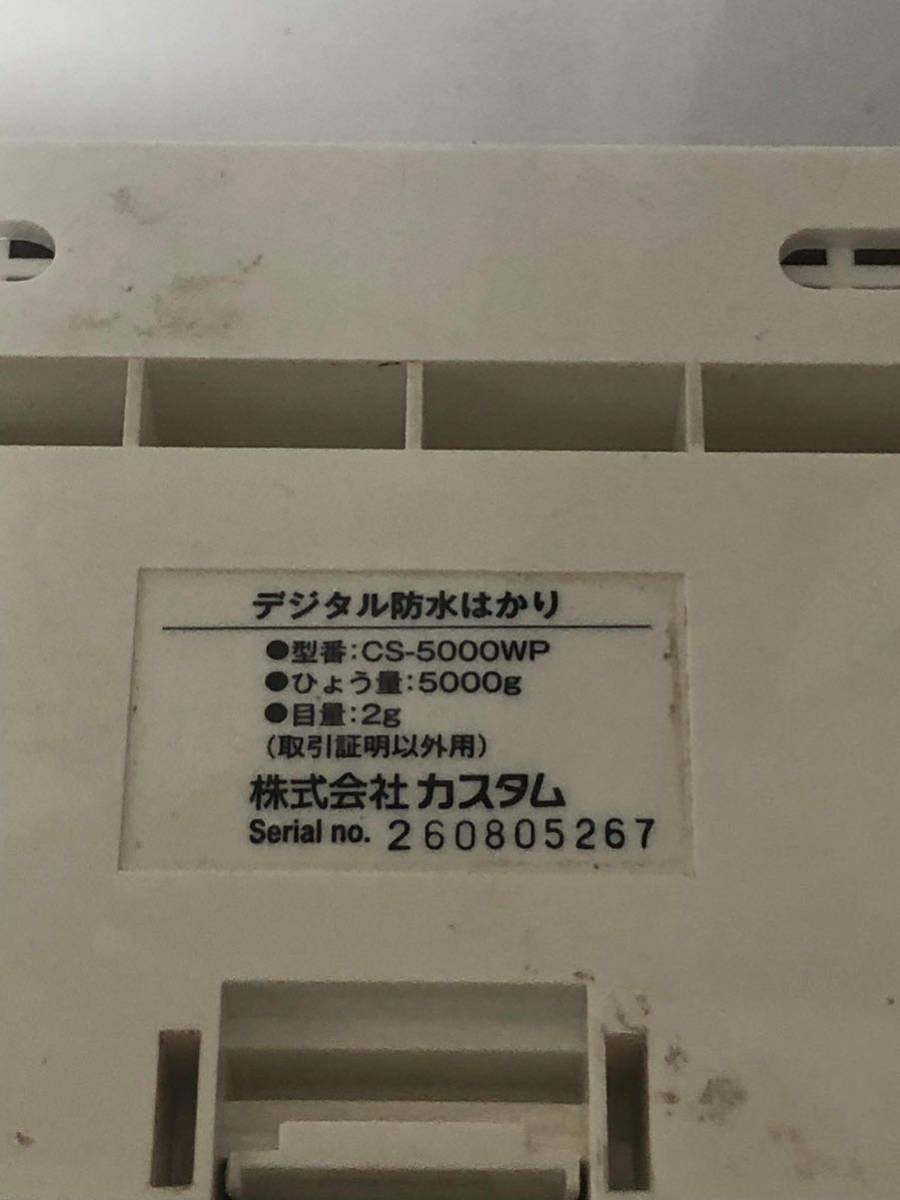 デジタル防水はかり
●型番:CS-5000WP
●ひょう量:5000g
●目量:2g
(取引証明以外用)
株式会社カスタム
Serial no. 260805267